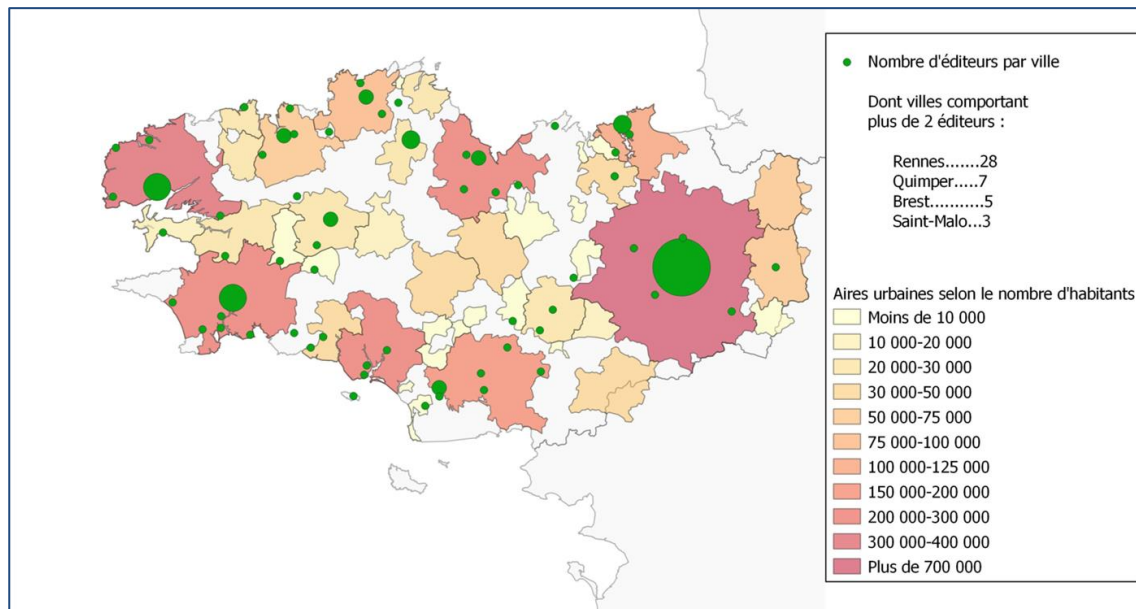 Nombre d'éditeurs par ville
Dont villes comportant
plus de 2 éditeurs :
Rennes.......28
Quimper.....7
Brest...........5
Saint-Malo...3
Aires urbaines selon le nombre d'habitants
Moins de 10 000
10 000-20 000
20 000-30 000
30 000-50 000
50 000-75 000
75 000-100 000
100 000-125 000
150 000-200 000
200 000-300 000
300 000-400 000
Plus de 700 000